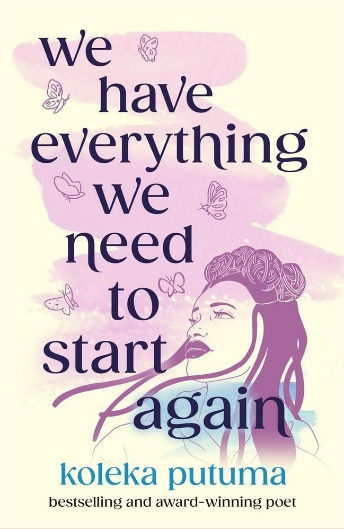 we
have
everything
we
need
to
start
again
koleka putuma
bestselling and award-winning poet